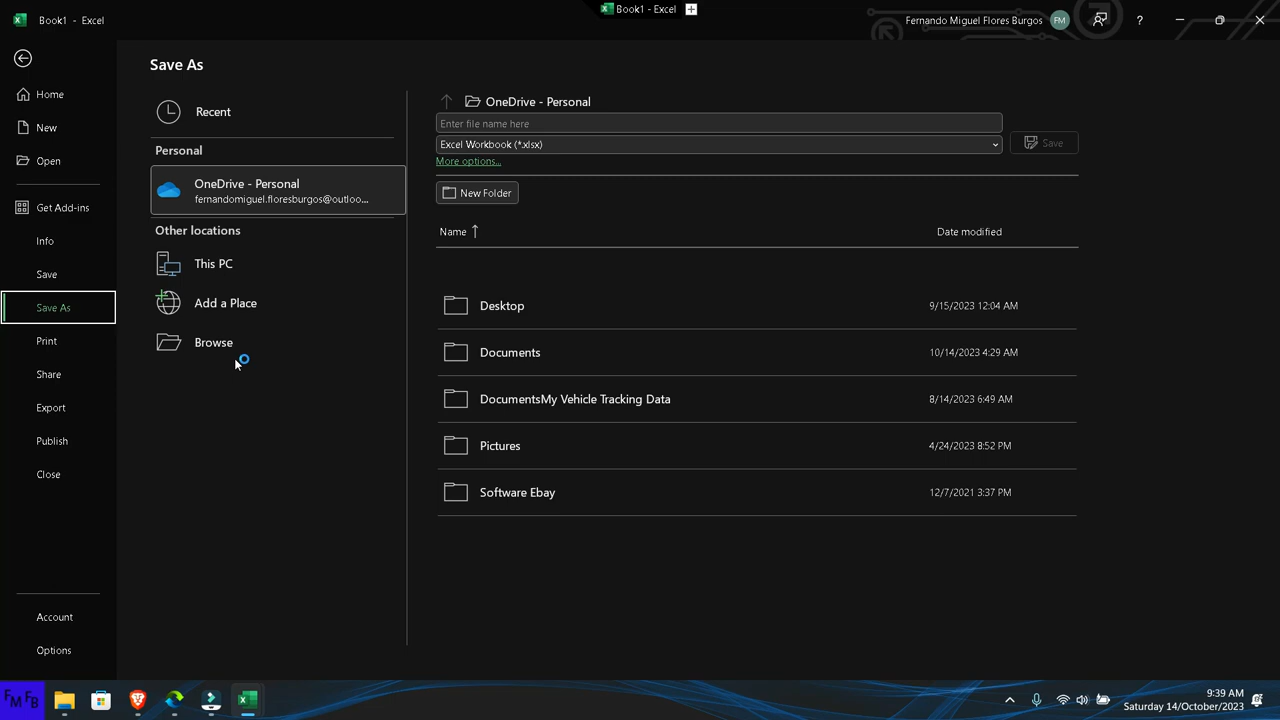 Book1 - Excel
Book1 - Excel
Fernando Miguel Flores Burgos
FM
?
Home
New
Open
Get Add-ins
Info
Save
Save As
Print
Share
Export
Publish
Close
Account
Options
Save As
Recent
Personal
OneDrive - Personal
fernandomiguel.floresburgos@outloo...
Other locations
This PC
Add a Place
Browse
OneDrive - Personal
Enter file name here
Excel Workbook (*.xlsx)
Save
More options...
New Folder
Name Date modified
Desktop 9/15/2023 12:04 AM
Documents 10/14/2023 4:29 AM
DocumentsMy Vehicle Tracking Data 8/14/2023 6:49 AM
Pictures 4/24/2023 8:52 PM
Software Ebay 12/7/2021 3:37 PM
FM FB
9:39 AM
Saturday 14/October/2023